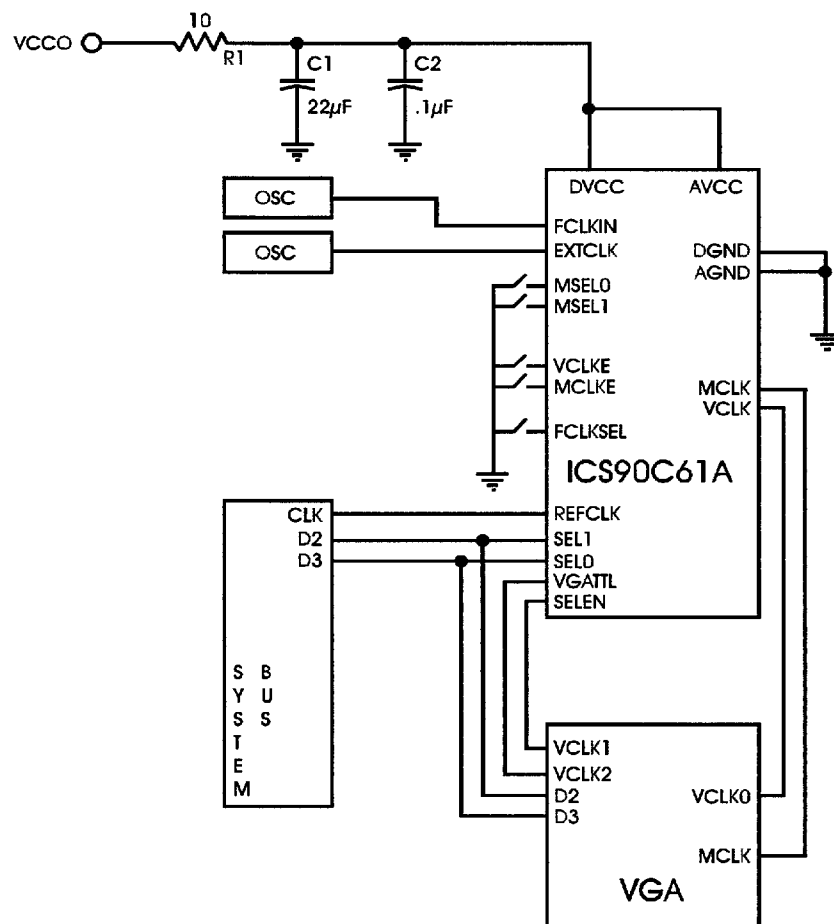 10
VCCO
R1
C1
C2
22µF
.1µF
DVCC
AVCC
OSC
FCLKIN
OSC
EXTCLK
DGND
AGND
MSEL0
MSEL1
VCLKE
MCLKE
MCLK
VCLK
FCLKSEL
ICS90C61A
CLK
REFCLK
D2
SEL1
D3
SEL0
VGATTL
SELEN
SYSTEM
BUS
VCLK1
VCLK2
D2
VCLK0
D3
MCLK
VGA